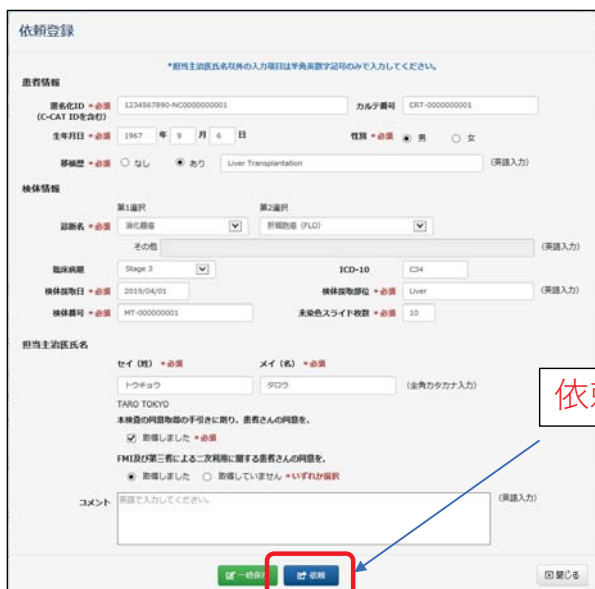 依頼登録
*担当主治医氏名以外の入力項目は半角英数字記号のみで入力してください。
患者情報
匿名化ID *必須 1234567890-NC0000000001 カルテ番号 CRT-0000000001
(C-CAT IDを含む)
生年月日 *必須 1967 年 9 月 6 日 性別 *必須 男 女
移植歴 *必須 なし あり Liver Transplantation (英語入力)
検体情報
第1選択 第2選択
診断名 *必須 消化器癌 肝細胞癌 (FLC)
その他 (英語入力)
臨床病期 Stage 3 ICD-10 C34
検体採取日 *必須 2019/04/01 検体採取部位 *必須 Liver (英語入力)
検体番号 *必須 MT-000000001 未染色スライド枚数 *必須 10
担当主治医氏名
セイ (姓) *必須 メイ (名) *必須
トウキョウ タロウ (全角カタカナ入力)
TARO TOKYO
本検査の同意取得の手引きに則り、患者さんの同意を、
取得しました *必須
FMI及び第三者による二次利用に関する患者さんの同意を、
取得しました 取得していません *いずれか選択
コメント 英語で入力してください。 (英語入力)
依頼
一時保存 依頼 閉じる